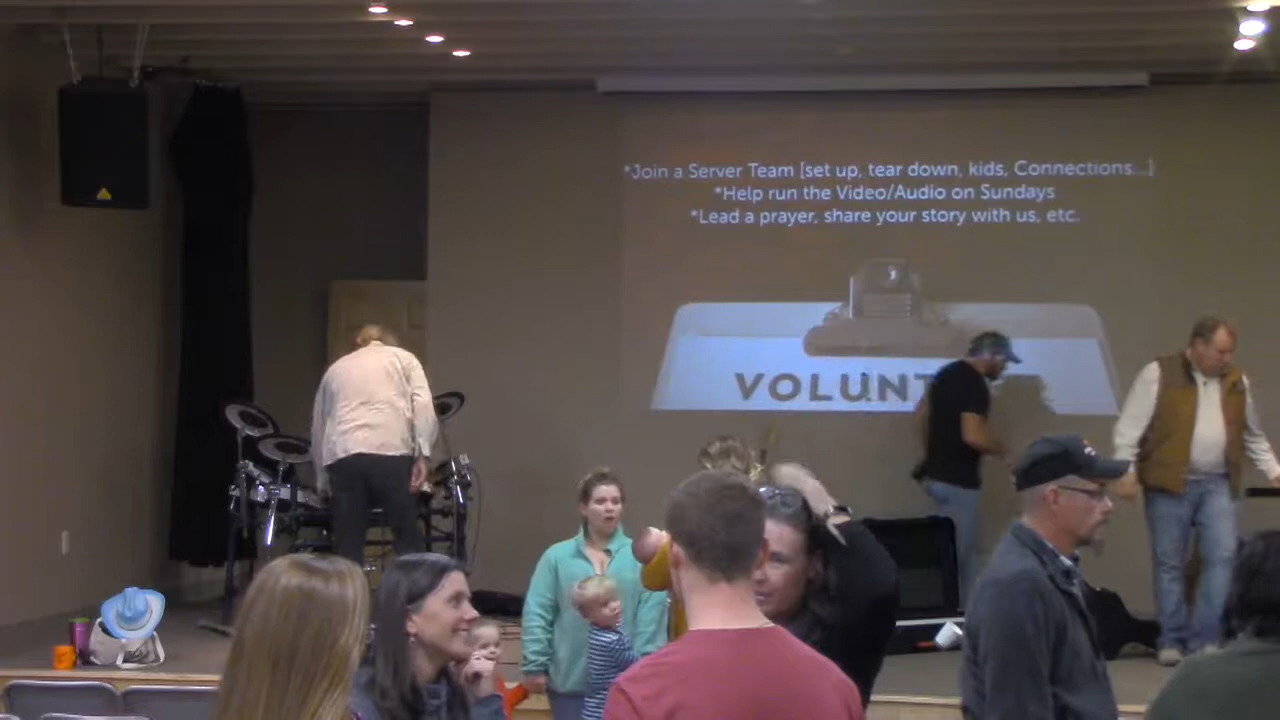 *Join a Server Team [set up, tear down, kids, Connections...]
*Help run the Video/Audio on Sundays
*Lead a prayer, share your story with us, etc.
VOLUNT